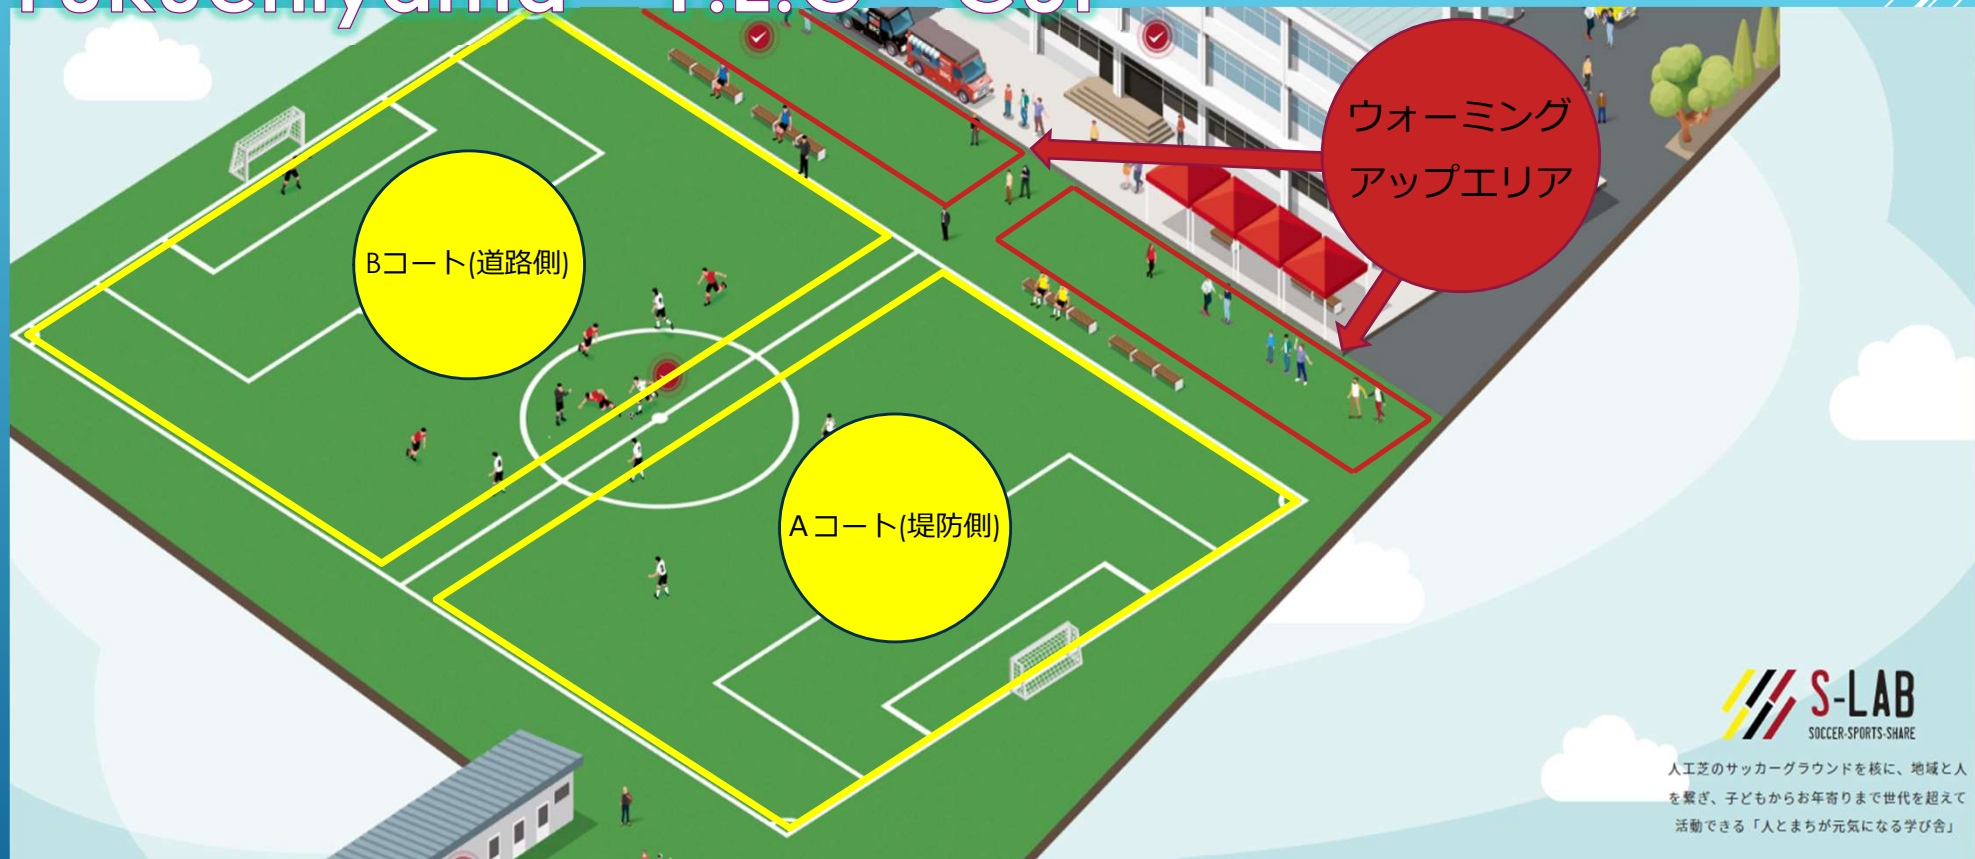 Fukuchiyama
ウォーミング
アップエリア
Bコート(道路側)
Aコート(堤防側)
S-LAB
SOCCER-SPORTS-SHARE
人工芝のサッカーグラウンドを核に、地域と人
を繋ぎ、子どもからお年寄りまで世代を超えて
活動できる「人とまちが元気になる学び舎」